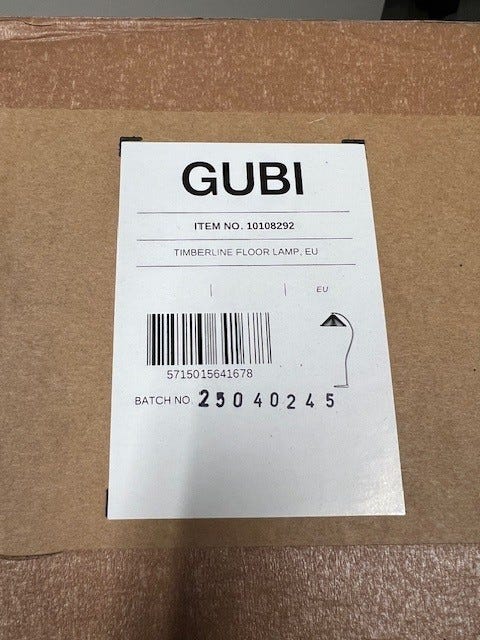 GUBI
ITEM NO. 10108292
TIMBERLINE FLOOR LAMP, EU
EU
5715015641678
BATCH NO. 25040245